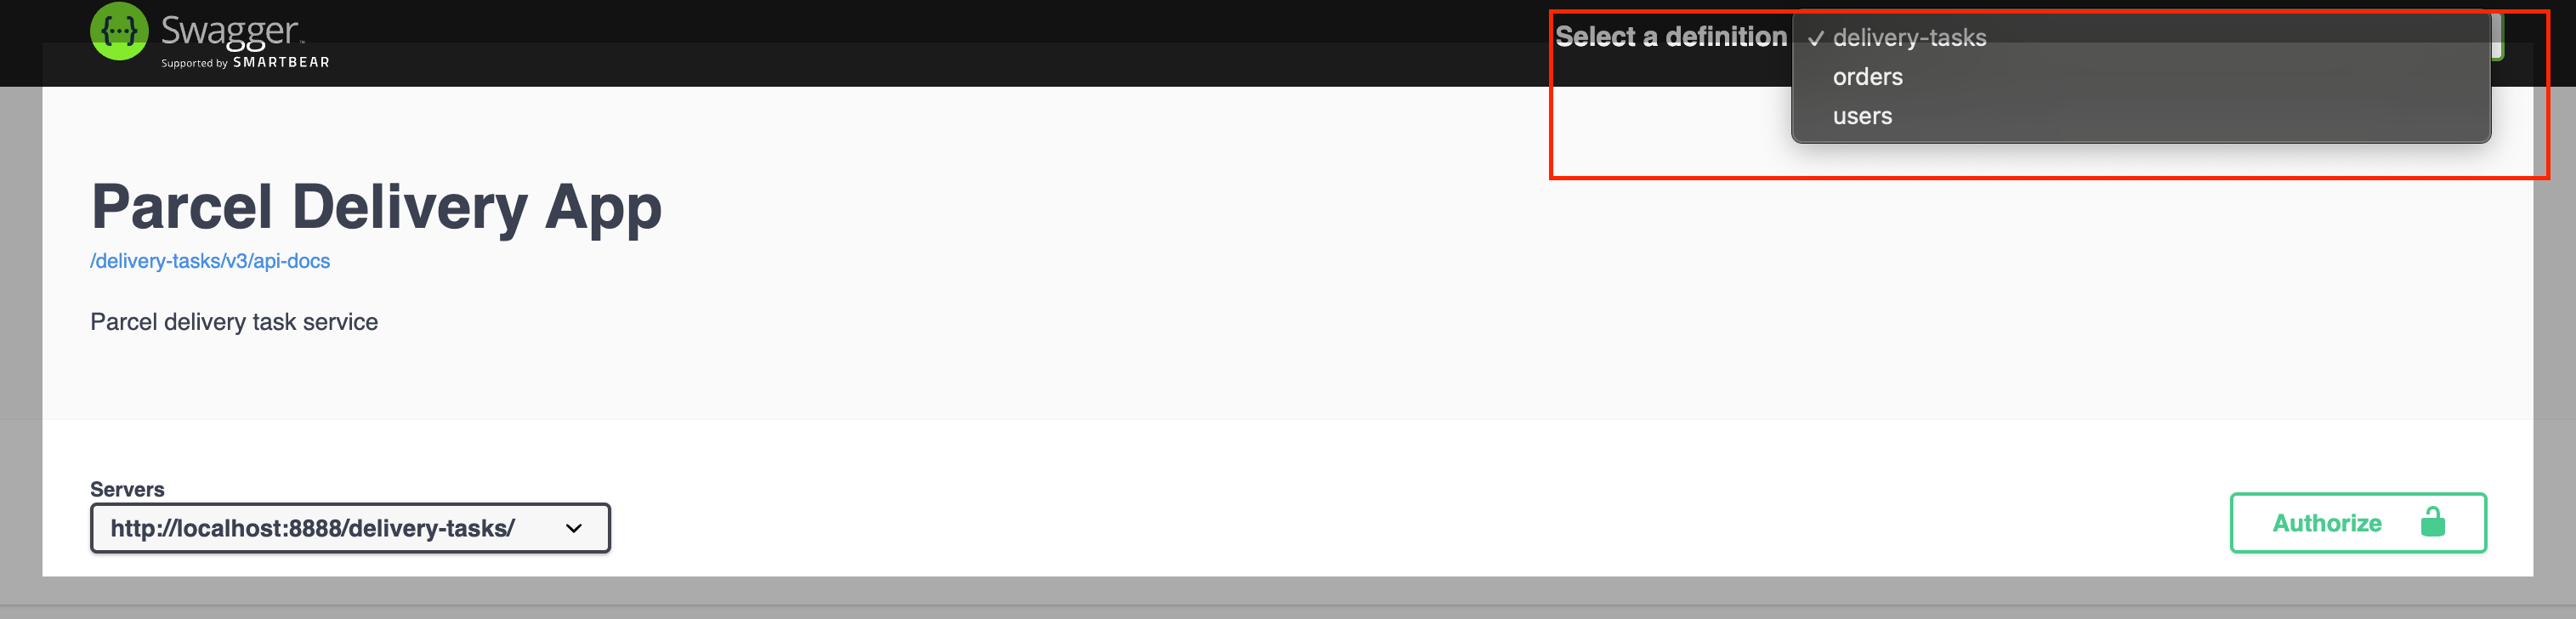 Swagger
Supported by SMARTBEAR
Select a definition
✓ delivery-tasks
orders
users
Parcel Delivery App
/delivery-tasks/v3/api-docs
Parcel delivery task service
Servers
http://localhost:8888/delivery-tasks/
Authorize